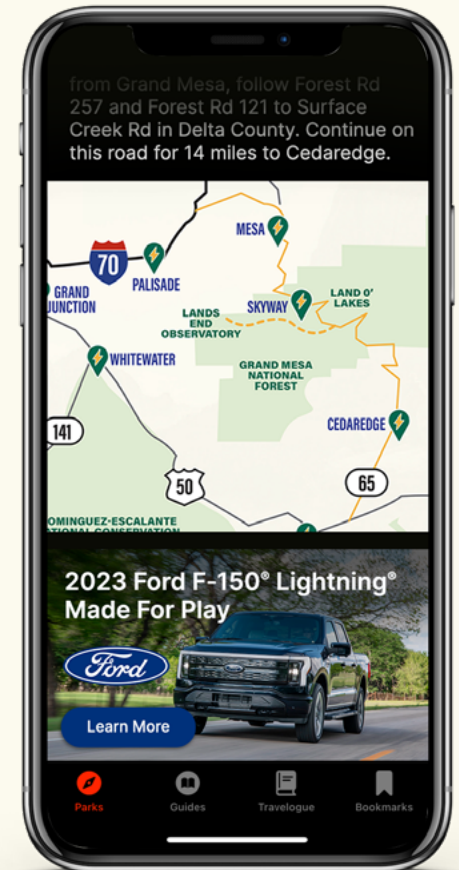 from Grand Mesa, follow Forest Rd
257 and Forest Rd 121 to Surface
Creek Rd in Delta County. Continue on
this road for 14 miles to Cedaredge.
MESA
70
PALISADE
GRAND
JUNCTION
SKYWAY
LAND O'
LAKES
LANDS
END
OBSERVATORY
WHITEWATER
GRAND MESA
NATIONAL
FOREST
CEDAREDGE
141
50
65
OMINGUEZ-ESCALANTE
TIONAL CONSERVATION
2023 Ford F-150® Lightning®
Made For Play
Ford
Learn More
Parks
Guides
Travelogue
Bookmarks